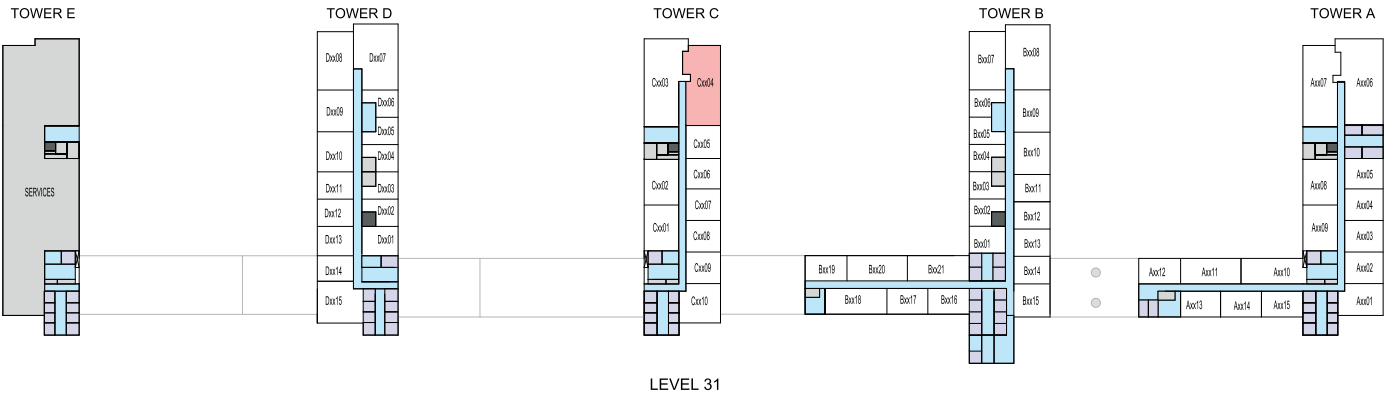 TOWER E
TOWER D
TOWER C
TOWER B
TOWER A
SERVICES
Dxx08
Dxx07
Dxx09
Dxx06
Dxx05
Dxx10
Dxx04
Dxx11
Dxx03
Dxx12
Dxx02
Dxx13
Dxx01
Dxx14
Dxx15
Cxx03
Cxx04
Cxx05
Cxx02
Cxx06
Cxx07
Cxx01
Cxx08
Cxx09
Cxx10
Bxx07
Bxx08
Bxx06
Bxx09
Bxx05
Bxx04
Bxx10
Bxx03
Bxx11
Bxx02
Bxx12
Bxx01
Bxx13
Bxx19
Bxx20
Bxx21
Bxx14
Bxx18
Bxx17
Bxx16
Bxx15
Axx07
Axx06
Axx08
Axx05
Axx04
Axx09
Axx03
Axx12
Axx11
Axx10
Axx02
Axx13
Axx14
Axx15
Axx01
LEVEL 31